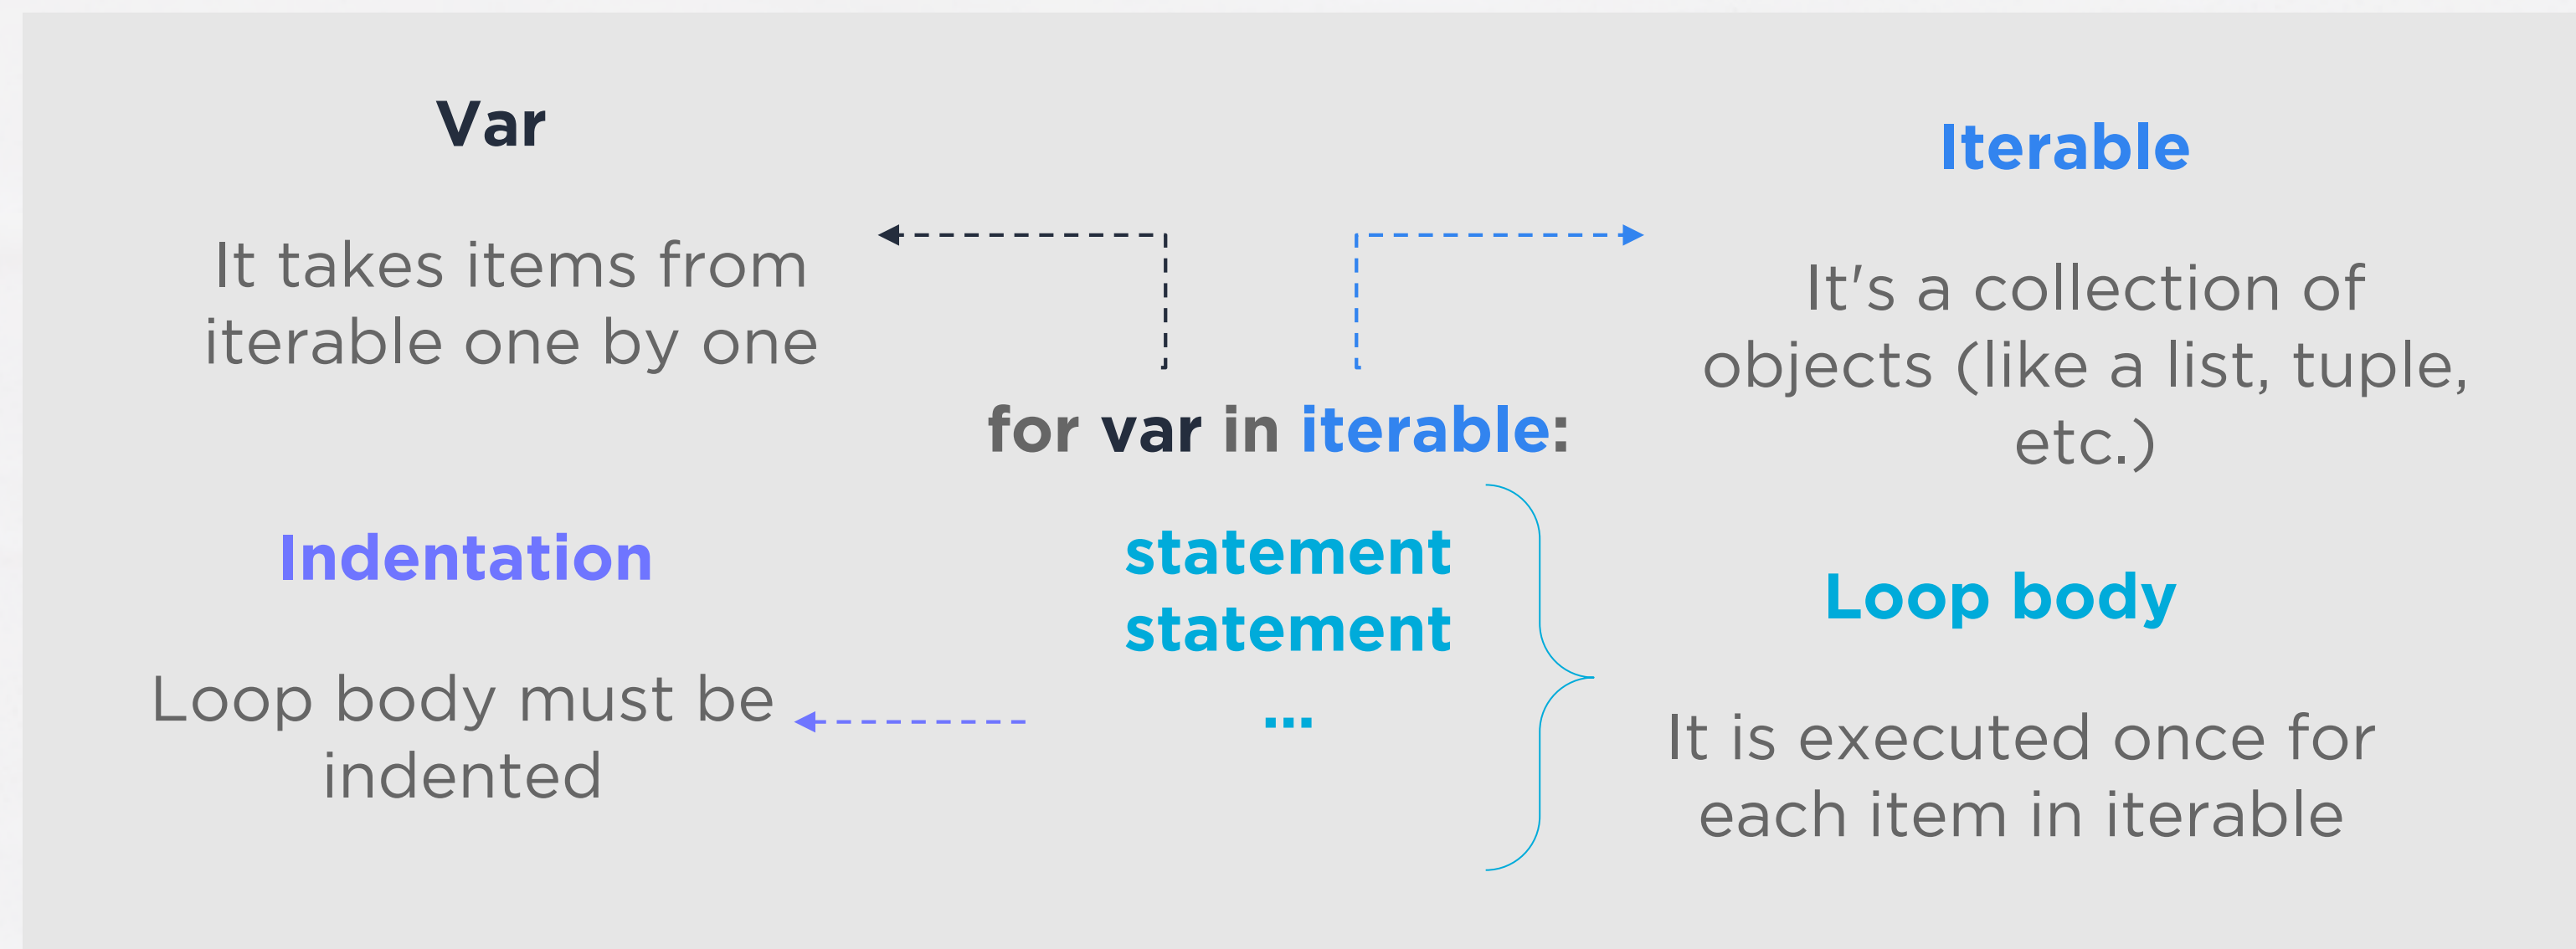 Var
It takes items from
iterable one by one
Iterable
It's a collection of
objects (like a list, tuple,
etc.)
for var in iterable:
statement
statement
...
Indentation
Loop body must be
indented
Loop body
It is executed once for
each item in iterable